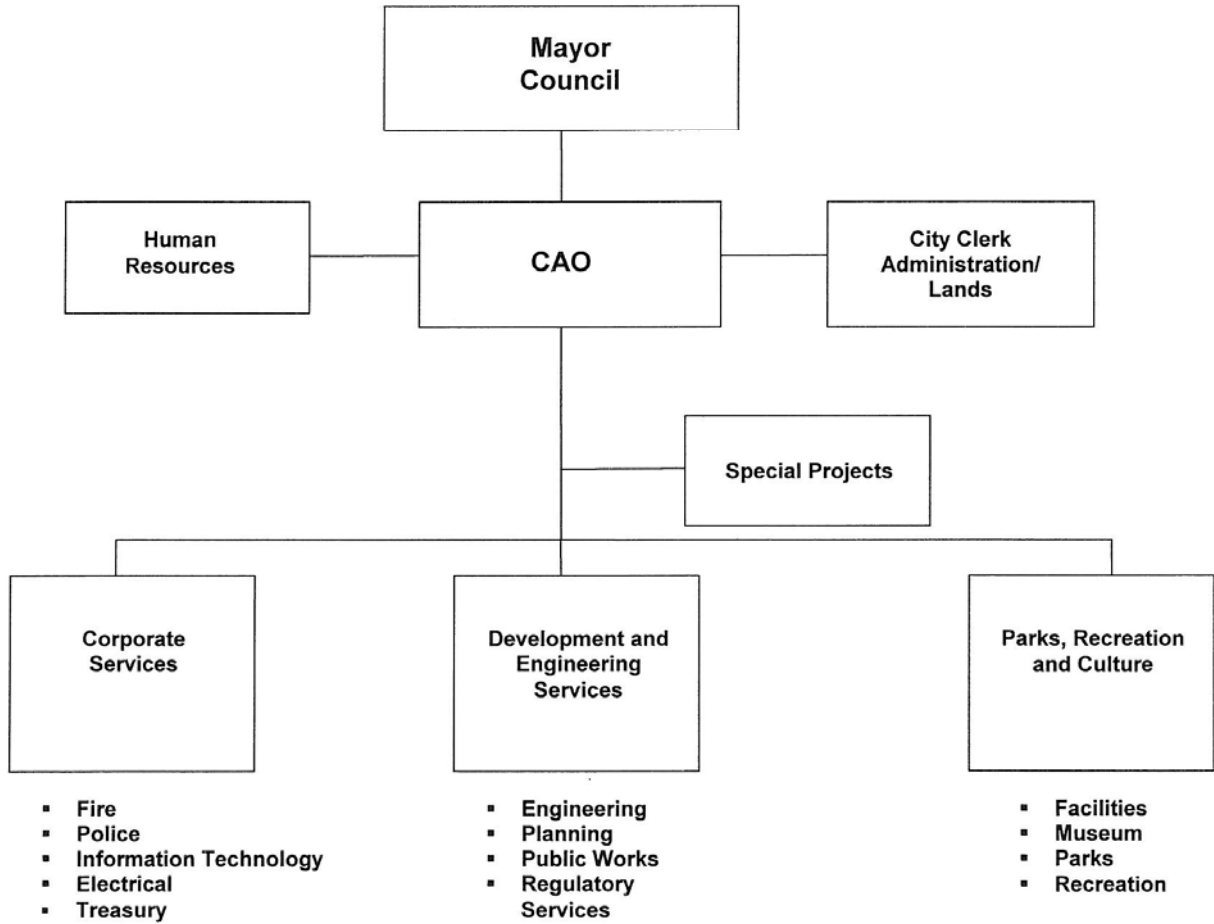 Mayor
Council
Human
Resources
CAO
City Clerk
Administration/
Lands
Special Projects
Corporate
Services
Development and
Engineering
Services
Parks, Recreation
and Culture
▪ Fire
▪ Police
▪ Information Technology
▪ Electrical
▪ Treasury
▪ Engineering
▪ Planning
▪ Public Works
▪ Regulatory
Services
▪ Facilities
▪ Museum
▪ Parks
▪ Recreation